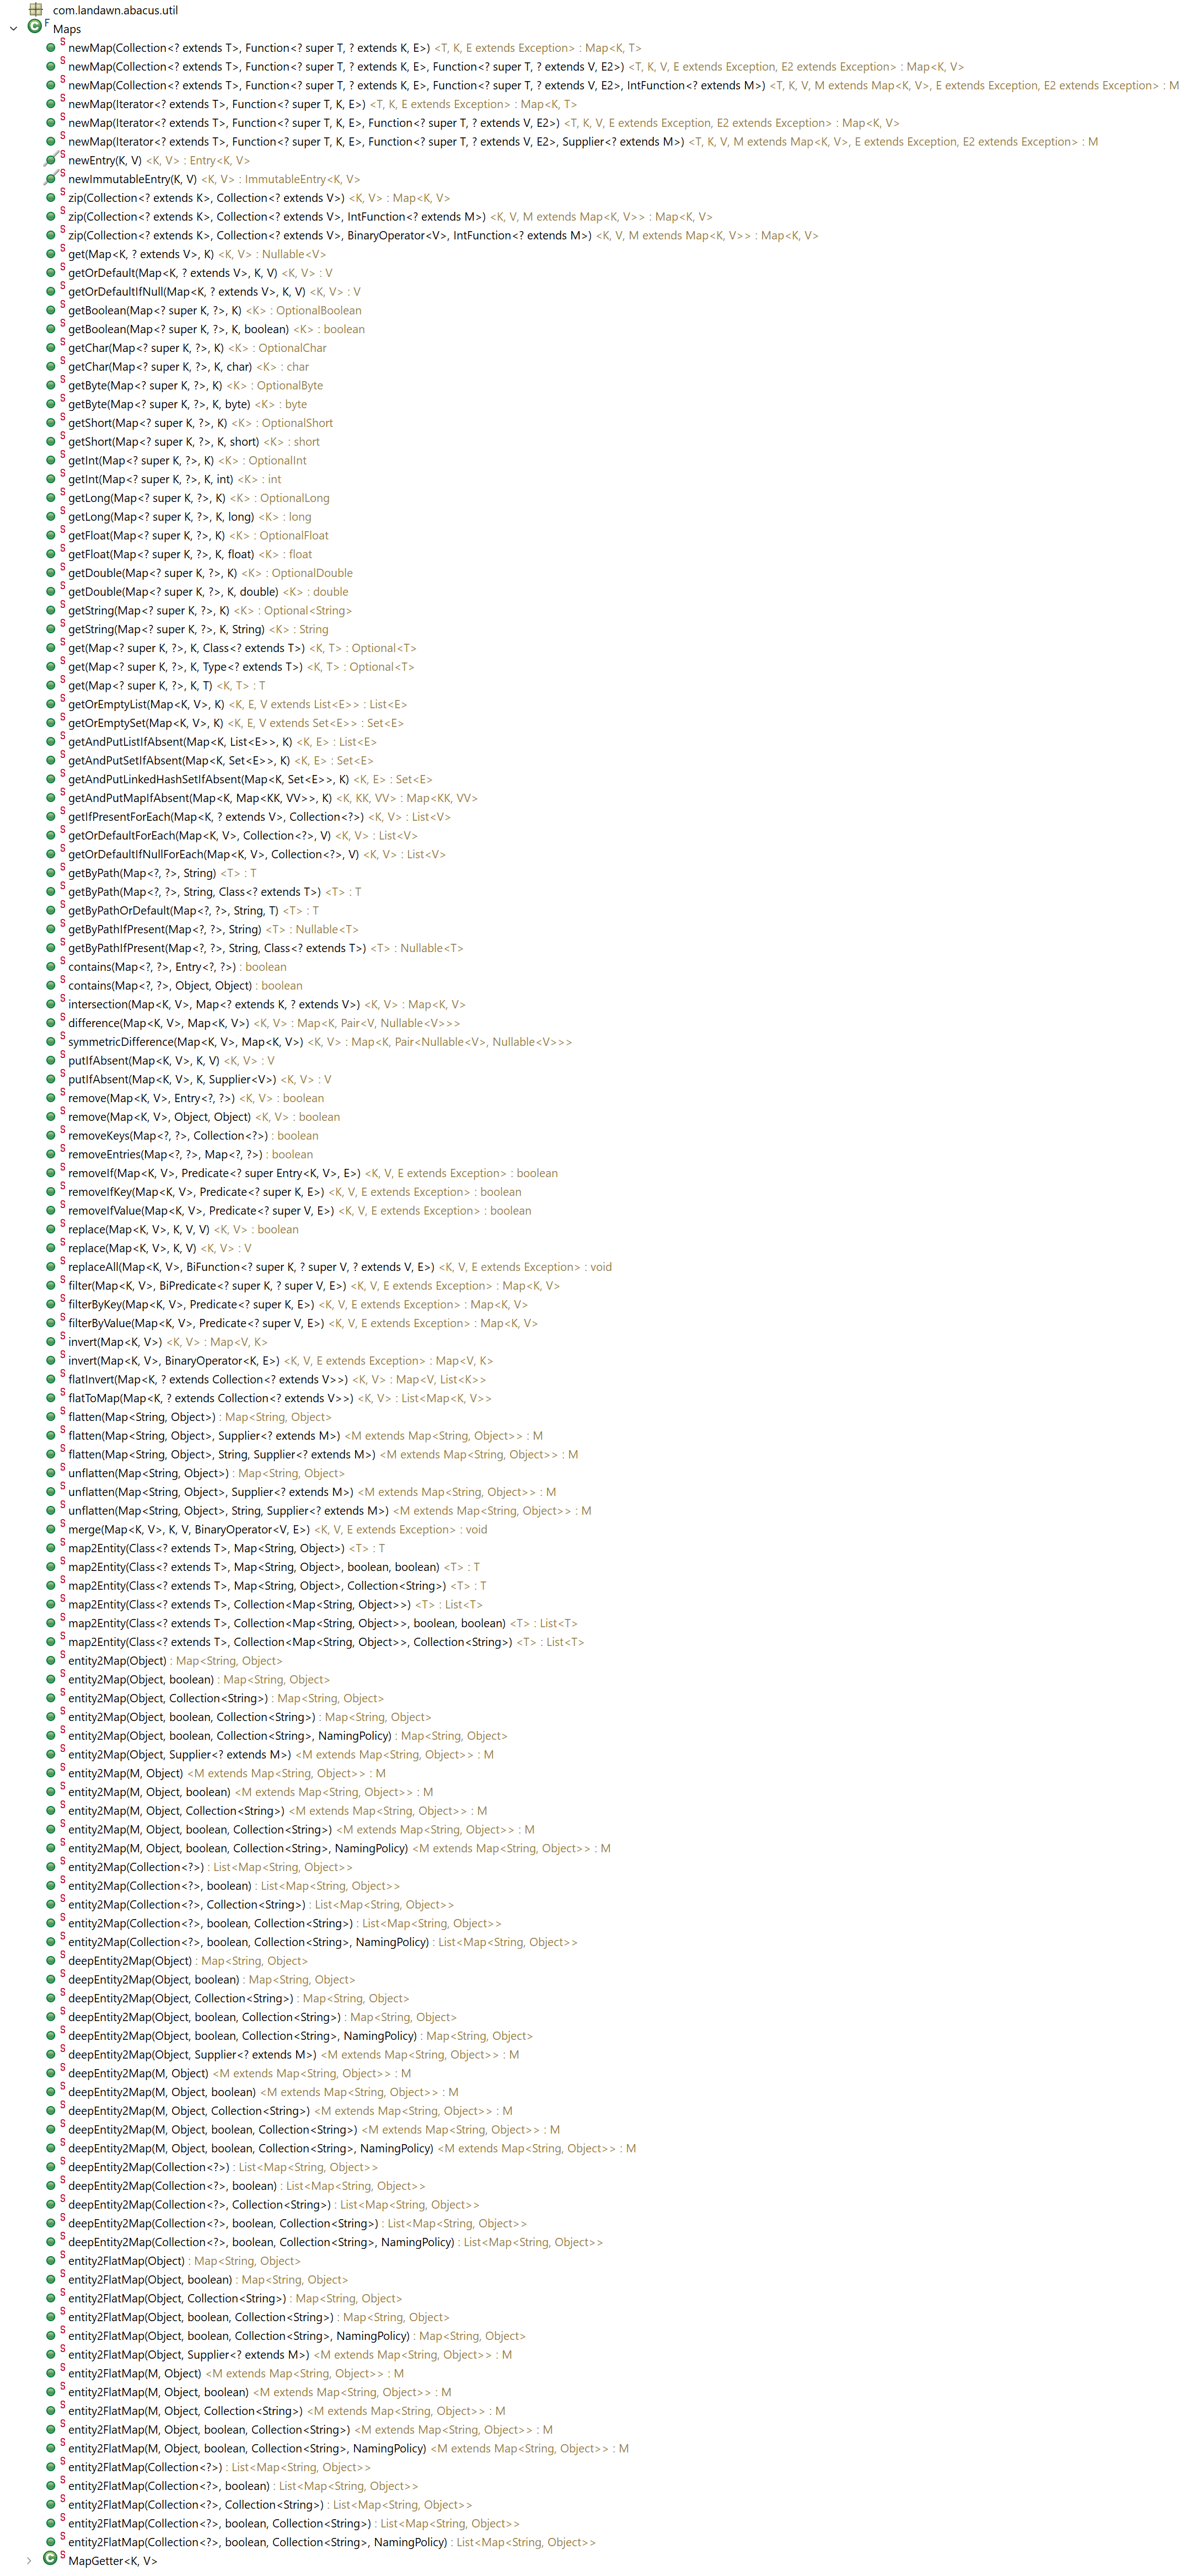 com.landawn.abacus.util
Maps
newMap(Collection<? extends T>, Function<? super T, ? extends K, E>) <T, K, E extends Exception> : Map<K, T>
newMap(Collection<? extends T>, Function<? super T, ? extends K, E>, Function<? super T, ? extends V, E2>) <T, K, V, E extends Exception, E2 extends Exception> : Map<K, V>
newMap(Collection<? extends T>, Function<? super T, ? extends K, E>, Function<? super T, ? extends V, E2>, IntFunction<? extends M>) <T, K, V, M extends Map<K, V>, E extends Exception, E2 extends Exception> : M
newMap(Iterator<? extends T>, Function<? super T, K, E>) <T, K, E extends Exception> : Map<K, T>
newMap(Iterator<? extends T>, Function<? super T, K, E>, Function<? super T, ? extends V, E2>) <T, K, V, E extends Exception, E2 extends Exception> : Map<K, V>
newMap(Iterator<? extends T>, Function<? super T, K, E>, Function<? super T, ? extends V, E2>, Supplier<? extends M>) <T, K, V, M extends Map<K, V>, E extends Exception, E2 extends Exception> : M
newEntry(K, V) <K, V> : Entry<K, V>
newImmutableEntry(K, V) <K, V> : ImmutableEntry<K, V>
zip(Collection<? extends K>, Collection<? extends V>) <K, V> : Map<K, V>
zip(Collection<? extends K>, Collection<? extends V>, IntFunction<? extends M>) <K, V, M extends Map<K, V>> : Map<K, V>
zip(Collection<? extends K>, Collection<? extends V>, BinaryOperator<V>, IntFunction<? extends M>) <K, V, M extends Map<K, V>> : Map<K, V>
get(Map<K, ? extends V>, K) <K, V> : Nullable<V>
getOrDefault(Map<K, ? extends V>, K, V) <K, V> : V
getOrDefaultIfNull(Map<K, ? extends V>, K, V) <K, V> : V
getBoolean(Map<? super K, ?>, K) <K> : OptionalBoolean
getBoolean(Map<? super K, ?>, K, boolean) <K> : boolean
getChar(Map<? super K, ?>, K) <K> : OptionalChar
getChar(Map<? super K, ?>, K, char) <K> : char
getByte(Map<? super K, ?>, K) <K> : OptionalByte
getByte(Map<? super K, ?>, K, byte) <K> : byte
getShort(Map<? super K, ?>, K) <K> : OptionalShort
getShort(Map<? super K, ?>, K, short) <K> : short
getInt(Map<? super K, ?>, K) <K> : OptionalInt
getInt(Map<? super K, ?>, K, int) <K> : int
getLong(Map<? super K, ?>, K) <K> : OptionalLong
getLong(Map<? super K, ?>, K, long) <K> : long
getFloat(Map<? super K, ?>, K) <K> : OptionalFloat
getFloat(Map<? super K, ?>, K, float) <K> : float
getDouble(Map<? super K, ?>, K) <K> : OptionalDouble
getDouble(Map<? super K, ?>, K, double) <K> : double
getString(Map<? super K, ?>, K) <K> : Optional<String>
getString(Map<? super K, ?>, K, String) <K> : String
get(Map<? super K, ?>, K, Class<? extends T>) <K, T> : Optional<T>
get(Map<? super K, ?>, K, Type<? extends T>) <K, T> : Optional<T>
get(Map<? super K, ?>, K, T) <K, T> : T
getOrEmptyList(Map<K, V>, K) <K, E, V extends List<E>> : List<E>
getOrEmptySet(Map<K, V>, K) <K, E, V extends Set<E>> : Set<E>
getAndPutListIfAbsent(Map<K, List<E>>, K) <K, E> : List<E>
getAndPutSetIfAbsent(Map<K, Set<E>>, K) <K, E> : Set<E>
getAndPutLinkedHashSetIfAbsent(Map<K, Set<E>>, K) <K, E> : Set<E>
getAndPutMapIfAbsent(Map<K, Map<KK, VV>>, K) <K, KK, VV> : Map<KK, VV>
getIfPresentForEach(Map<K, ? extends V>, Collection<?>) <K, V> : List<V>
getOrDefaultForEach(Map<K, V>, Collection<?>, V) <K, V> : List<V>
getOrDefaultIfNullForEach(Map<K, V>, Collection<?>, V) <K, V> : List<V>
getByPath(Map<?, ?>, String) <T> : T
getByPath(Map<?, ?>, String, Class<? extends T>) <T> : T
getByPathOrDefault(Map<?, ?>, String, T) <T> : T
getByPathIfPresent(Map<?, ?>, String) <T> : Nullable<T>
getByPathIfPresent(Map<?, ?>, String, Class<? extends T>) <T> : Nullable<T>
contains(Map<?, ?>, Entry<?, ?>) : boolean
contains(Map<?, ?>, Object, Object) : boolean
intersection(Map<K, V>, Map<? extends K, ? extends V>) <K, V> : Map<K, V>
difference(Map<K, V>, Map<K, V>) <K, V> : Map<K, Pair<V, Nullable<V>>>
symmetricDifference(Map<K, V>, Map<K, V>) <K, V> : Map<K, Pair<Nullable<V>, Nullable<V>>>
putIfAbsent(Map<K, V>, K, V) <K, V> : V
putIfAbsent(Map<K, V>, K, Supplier<V>) <K, V> : V
remove(Map<K, V>, Entry<?, ?>) <K, V> : boolean
remove(Map<K, V>, Object, Object) <K, V> : boolean
removeKeys(Map<?, ?>, Collection<?>) : boolean
removeEntries(Map<?, ?>, Map<?, ?>) : boolean
removeIf(Map<K, V>, Predicate<? super Entry<K, V>, E>) <K, V, E extends Exception> : boolean
removeIfKey(Map<K, V>, Predicate<? super K, E>) <K, V, E extends Exception> : boolean
removeIfValue(Map<K, V>, Predicate<? super V, E>) <K, V, E extends Exception> : boolean
replace(Map<K, V>, K, V, V) <K, V> : boolean
replace(Map<K, V>, K, V) <K, V> : V
replaceAll(Map<K, V>, BiFunction<? super K, ? super V, ? extends V, E>) <K, V, E extends Exception> : void
filter(Map<K, V>, BiPredicate<? super K, ? super V, E>) <K, V, E extends Exception> : Map<K, V>
filterByKey(Map<K, V>, Predicate<? super K, E>) <K, V, E extends Exception> : Map<K, V>
filterByValue(Map<K, V>, Predicate<? super V, E>) <K, V, E extends Exception> : Map<K, V>
invert(Map<K, V>) <K, V> : Map<V, K>
invert(Map<K, V>, BinaryOperator<K, E>) <K, V, E extends Exception> : Map<V, K>
flatInvert(Map<K, ? extends Collection<? extends V>>) <K, V> : Map<V, List<K>>
flatToMap(Map<K, ? extends Collection<? extends V>>) <K, V> : List<Map<K, V>>
flatten(Map<String, Object>) : Map<String, Object>
flatten(Map<String, Object>, Supplier<? extends M>) <M extends Map<String, Object>> : M
flatten(Map<String, Object>, String, Supplier<? extends M>) <M extends Map<String, Object>> : M
unflatten(Map<String, Object>) : Map<String, Object>
unflatten(Map<String, Object>, Supplier<? extends M>) <M extends Map<String, Object>> : M
unflatten(Map<String, Object>, String, Supplier<? extends M>) <M extends Map<String, Object>> : M
merge(Map<K, V>, K, V, BinaryOperator<V, E>) <K, V, E extends Exception> : void
map2Entity(Class<? extends T>, Map<String, Object>) <T> : T
map2Entity(Class<? extends T>, Map<String, Object>, boolean, boolean) <T> : T
map2Entity(Class<? extends T>, Map<String, Object>, Collection<String>) <T> : T
map2Entity(Class<? extends T>, Collection<Map<String, Object>>) <T> : List<T>
map2Entity(Class<? extends T>, Collection<Map<String, Object>>, boolean, boolean) <T> : List<T>
map2Entity(Class<? extends T>, Collection<Map<String, Object>>, Collection<String>) <T> : List<T>
entity2Map(Object) : Map<String, Object>
entity2Map(Object, boolean) : Map<String, Object>
entity2Map(Object, Collection<String>) : Map<String, Object>
entity2Map(Object, boolean, Collection<String>) : Map<String, Object>
entity2Map(Object, boolean, Collection<String>, NamingPolicy) : Map<String, Object>
entity2Map(Object, Supplier<? extends M>) <M extends Map<String, Object>> : M
entity2Map(M, Object) <M extends Map<String, Object>> : M
entity2Map(M, Object, boolean) <M extends Map<String, Object>> : M
entity2Map(M, Object, Collection<String>) <M extends Map<String, Object>> : M
entity2Map(M, Object, boolean, Collection<String>) <M extends Map<String, Object>> : M
entity2Map(M, Object, boolean, Collection<String>, NamingPolicy) <M extends Map<String, Object>> : M
entity2Map(Collection<?>) : List<Map<String, Object>>
entity2Map(Collection<?>, boolean) : List<Map<String, Object>>
entity2Map(Collection<?>, Collection<String>) : List<Map<String, Object>>
entity2Map(Collection<?>, boolean, Collection<String>) : List<Map<String, Object>>
entity2Map(Collection<?>, boolean, Collection<String>, NamingPolicy) : List<Map<String, Object>>
deepEntity2Map(Object) : Map<String, Object>
deepEntity2Map(Object, boolean) : Map<String, Object>
deepEntity2Map(Object, Collection<String>) : Map<String, Object>
deepEntity2Map(Object, boolean, Collection<String>) : Map<String, Object>
deepEntity2Map(Object, boolean, Collection<String>, NamingPolicy) : Map<String, Object>
deepEntity2Map(Object, Supplier<? extends M>) <M extends Map<String, Object>> : M
deepEntity2Map(M, Object) <M extends Map<String, Object>> : M
deepEntity2Map(M, Object, boolean) <M extends Map<String, Object>> : M
deepEntity2Map(M, Object, Collection<String>) <M extends Map<String, Object>> : M
deepEntity2Map(M, Object, boolean, Collection<String>) <M extends Map<String, Object>> : M
deepEntity2Map(M, Object, boolean, Collection<String>, NamingPolicy) <M extends Map<String, Object>> : M
deepEntity2Map(Collection<?>) : List<Map<String, Object>>
deepEntity2Map(Collection<?>, boolean) : List<Map<String, Object>>
deepEntity2Map(Collection<?>, Collection<String>) : List<Map<String, Object>>
deepEntity2Map(Collection<?>, boolean, Collection<String>) : List<Map<String, Object>>
deepEntity2Map(Collection<?>, boolean, Collection<String>, NamingPolicy) : List<Map<String, Object>>
entity2FlatMap(Object) : Map<String, Object>
entity2FlatMap(Object, boolean) : Map<String, Object>
entity2FlatMap(Object, Collection<String>) : Map<String, Object>
entity2FlatMap(Object, boolean, Collection<String>) : Map<String, Object>
entity2FlatMap(Object, boolean, Collection<String>, NamingPolicy) : Map<String, Object>
entity2FlatMap(Object, Supplier<? extends M>) <M extends Map<String, Object>> : M
entity2FlatMap(M, Object) <M extends Map<String, Object>> : M
entity2FlatMap(M, Object, boolean) <M extends Map<String, Object>> : M
entity2FlatMap(M, Object, Collection<String>) <M extends Map<String, Object>> : M
entity2FlatMap(M, Object, boolean, Collection<String>) <M extends Map<String, Object>> : M
entity2FlatMap(M, Object, boolean, Collection<String>, NamingPolicy) <M extends Map<String, Object>> : M
entity2FlatMap(Collection<?>) : List<Map<String, Object>>
entity2FlatMap(Collection<?>, boolean) : List<Map<String, Object>>
entity2FlatMap(Collection<?>, Collection<String>) : List<Map<String, Object>>
entity2FlatMap(Collection<?>, boolean, Collection<String>) : List<Map<String, Object>>
entity2FlatMap(Collection<?>, boolean, Collection<String>, NamingPolicy) : List<Map<String, Object>>
MapGetter<K, V>